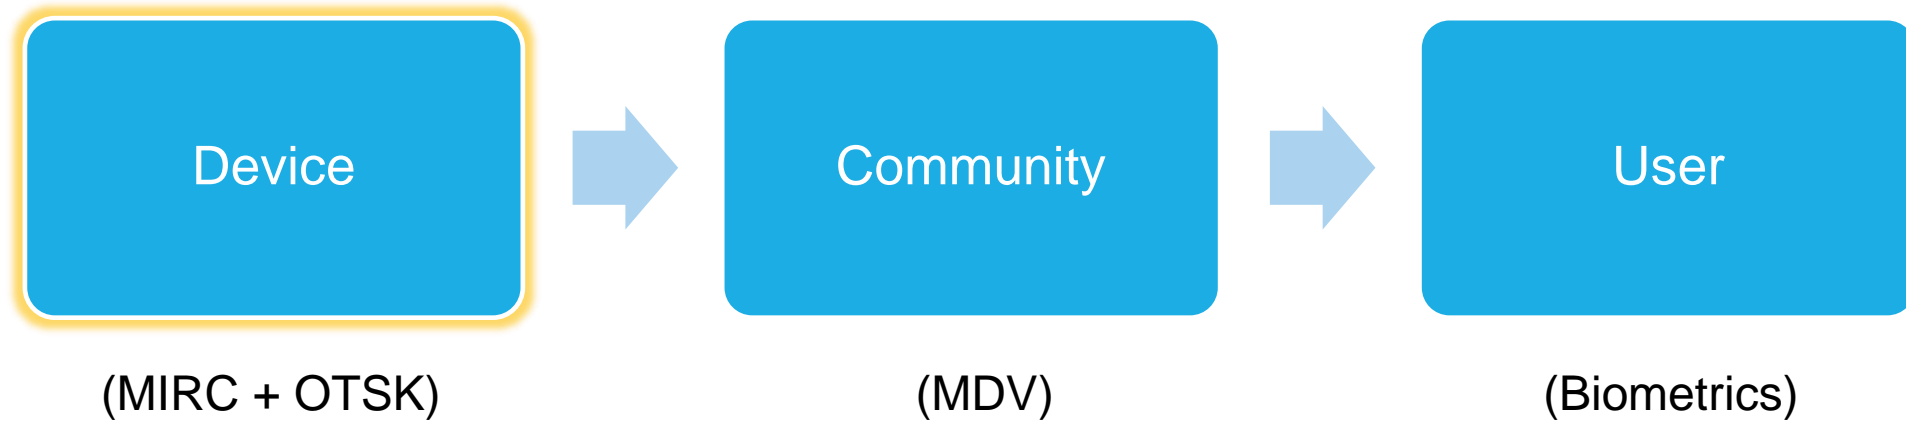 Device
Community
User
(MIRC + OTSK)
(MDV)
(Biometrics)